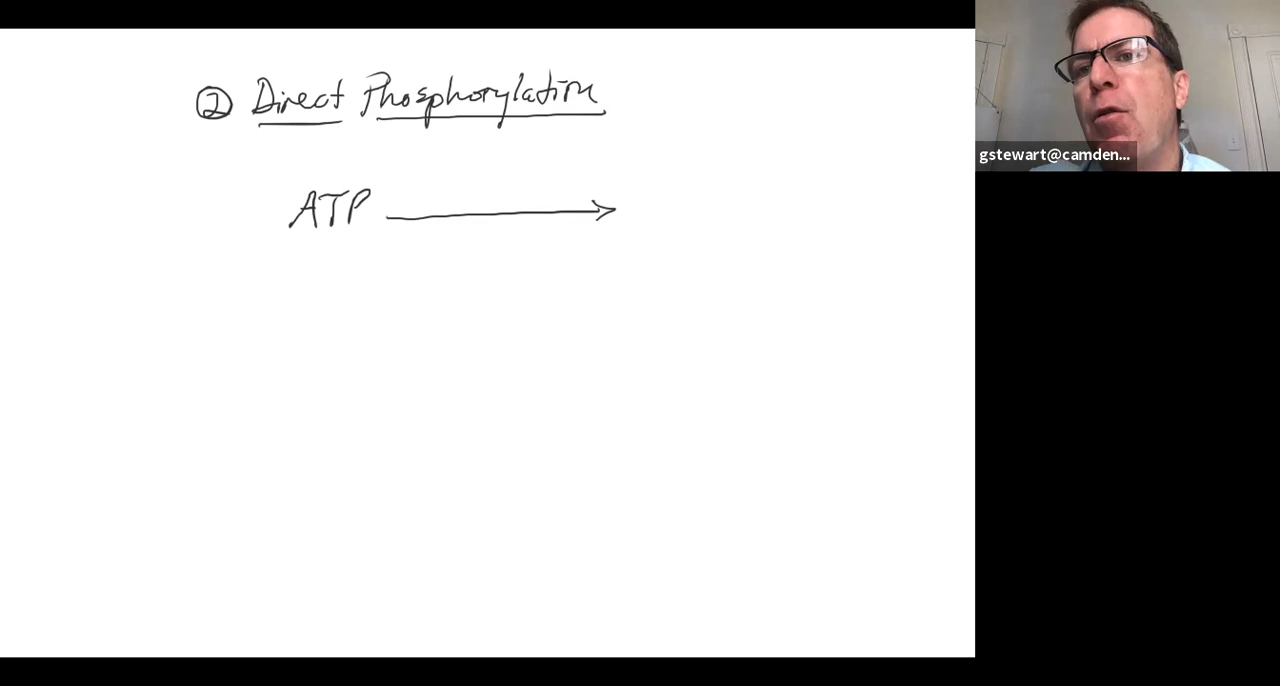 ② Direct Phosphorylation
ATP →
gstewart@camden...